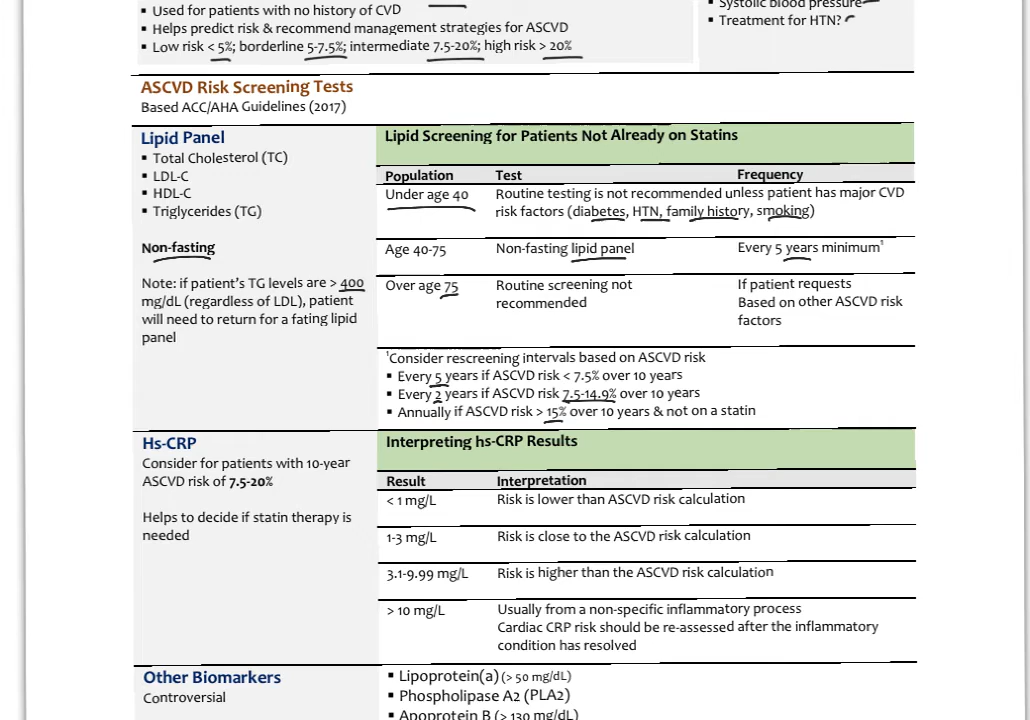 ▪ Used for patients with no history of CVD
▪ Helps predict risk & recommend management strategies for ASCVD
▪ Low risk < 5%; borderline 5-7.5%; intermediate 7.5-20%; high risk > 20%
▪ Systolic blood pressure
▪ Treatment for HTN?
ASCVD Risk Screening Tests
Based ACC/AHA Guidelines (2017)
Lipid Panel
▪ Total Cholesterol (TC)
▪ LDL-C
▪ HDL-C
▪ Triglycerides (TG)
Non-fasting
Note: if patient's TG levels are > 400
mg/dL (regardless of LDL), patient
will need to return for a fating lipid
panel
Lipid Screening for Patients Not Already on Statins
Population Test Frequency
Under age 40 Routine testing is not recommended unless patient has major CVD
risk factors (diabetes, HTN, family history, smoking)
Age 40-75 Non-fasting lipid panel Every 5 years minimum¹
Over age 75 Routine screening not If patient requests
recommended Based on other ASCVD risk
factors
¹Consider rescreening intervals based on ASCVD risk
▪ Every 5 years if ASCVD risk < 7.5% over 10 years
▪ Every 2 years if ASCVD risk 7.5-14.9% over 10 years
▪ Annually if ASCVD risk > 15% over 10 years & not on a statin
Hs-CRP
Consider for patients with 10-year
ASCVD risk of 7.5-20%
Helps to decide if statin therapy is
needed
Interpreting hs-CRP Results
Result Interpretation
< 1 mg/L Risk is lower than ASCVD risk calculation
1-3 mg/L Risk is close to the ASCVD risk calculation
3.1-9.99 mg/L Risk is higher than the ASCVD risk calculation
> 10 mg/L Usually from a non-specific inflammatory process
Cardiac CRP risk should be re-assessed after the inflammatory
condition has resolved
Other Biomarkers
Controversial
▪ Lipoprotein(a) (> 50 mg/dL)
▪ Phospholipase A2 (PLA2)
▪ Apoprotein B (> 130 mg/dL)